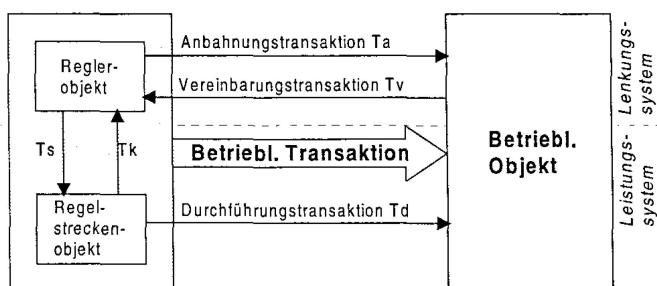 Anbahnungstransaktion Ta
Regler-
objekt
Vereinbarungstransaktion Tv
Ts
Tk
Betriebl. Transaktion
Betriebl.
Objekt
Regel-
strecken-
objekt
Durchführungstransaktion Td
Lenkungs-
system
Leistungs-
system